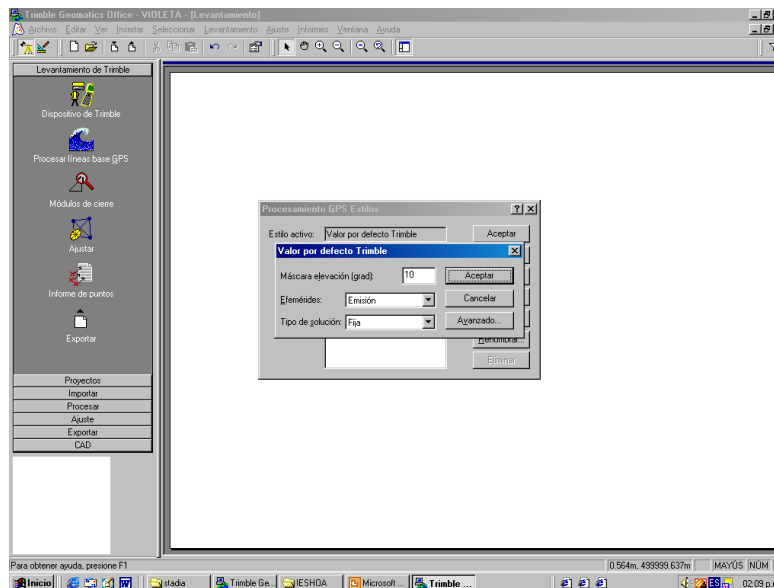 Trimble Geomatics Office - VIOLETA - [Levantamiento]
Archivo Editar Ver Insertar Seleccionar Levantamiento Ajuste Informes Ventana Ayuda
Levantamiento de Trimble
Dispositivo de Trimble
Procesar líneas base GPS
Módulos de cierre
Ajustar
Informe de puntos
Exportar
Proyectos
Importar
Procesar
Ajuste
Exportar
CAD
Procesamiento GPS Estilos
Estilo activo: Valor por defecto Trimble Aceptar
Valor por defecto Trimble
Máscara elevación (grad): 10 Aceptar
Efemérides: Emisión Cancelar
Tipo de solución: Fija Avanzado...
Renombrar...
Eliminar
Para obtener ayuda, presione F1 0.564m, 499999.637m MAYÚS NÚM
Inicio stadia Trimble Ge... IESHOA Microsoft ... Trimble ... ES 02:09 p.